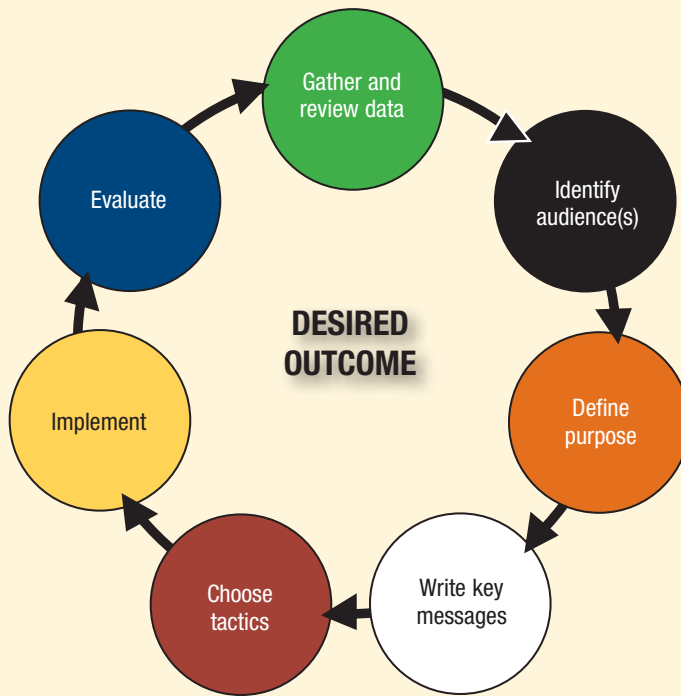 Gather and
review data
Identify
audience(s)
Define
purpose
Write key
messages
Choose
tactics
Implement
Evaluate
DESIRED
OUTCOME